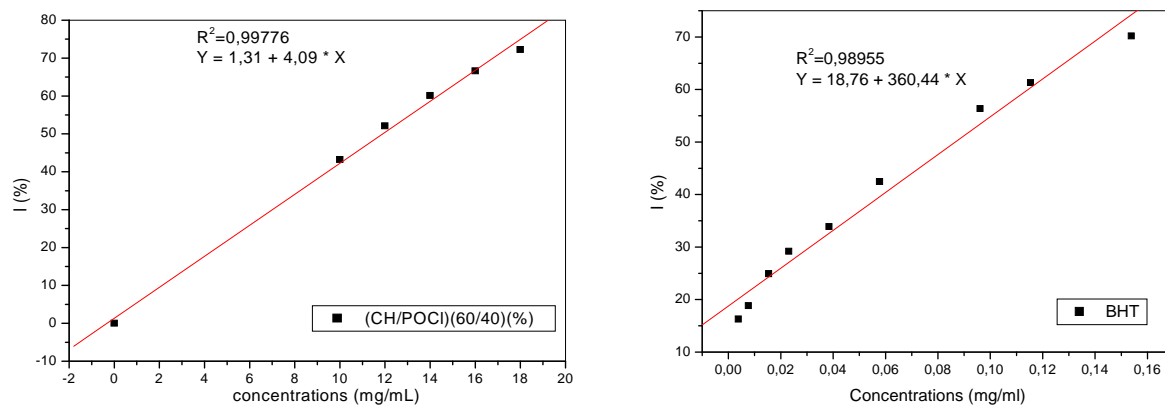 80
70
60
50
40
30
20
10
0
-10
I (%)
R²=0,99776
Y = 1,31 + 4,09 * X
(CH/POCl)(60/40)(%)
-2 0 2 4 6 8 10 12 14 16 18 20
concentrations (mg/mL)
70
60
50
40
30
20
10
I (%)
R²=0,98955
Y = 18,76 + 360,44 * X
BHT
0,00 0,02 0,04 0,06 0,08 0,10 0,12 0,14 0,16
Concentrations (mg/ml)